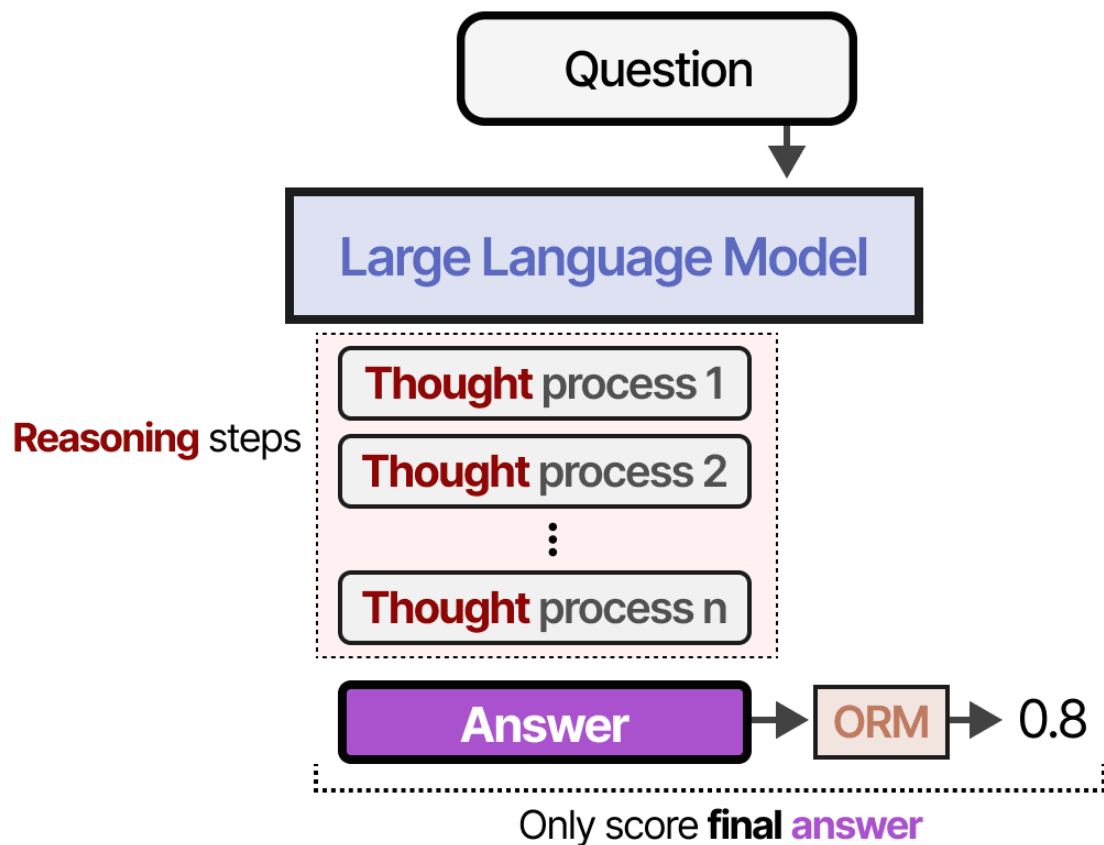 Question
Large Language Model
Thought process 1
Reasoning steps
Thought process 2
Thought process n
Answer
ORM
0.8
Only score final answer